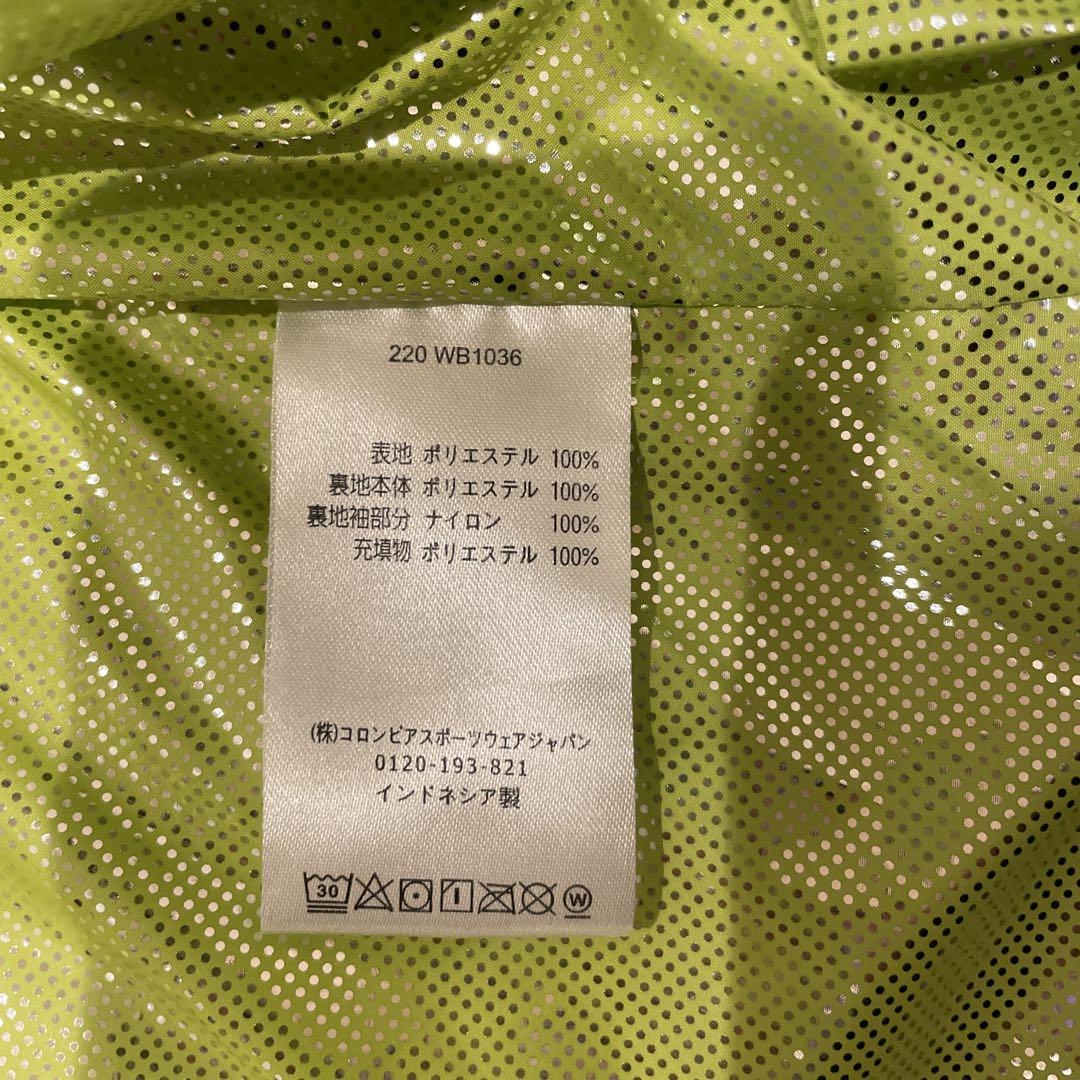 220 WB1036
表地 ポリエステル 100%
裏地本体 ポリエステル 100%
裏地袖部分 ナイロン 100%
充填物 ポリエステル 100%
(株)コロンビアスポーツウェアジャパン
0120-193-821
インドネシア製
30 W